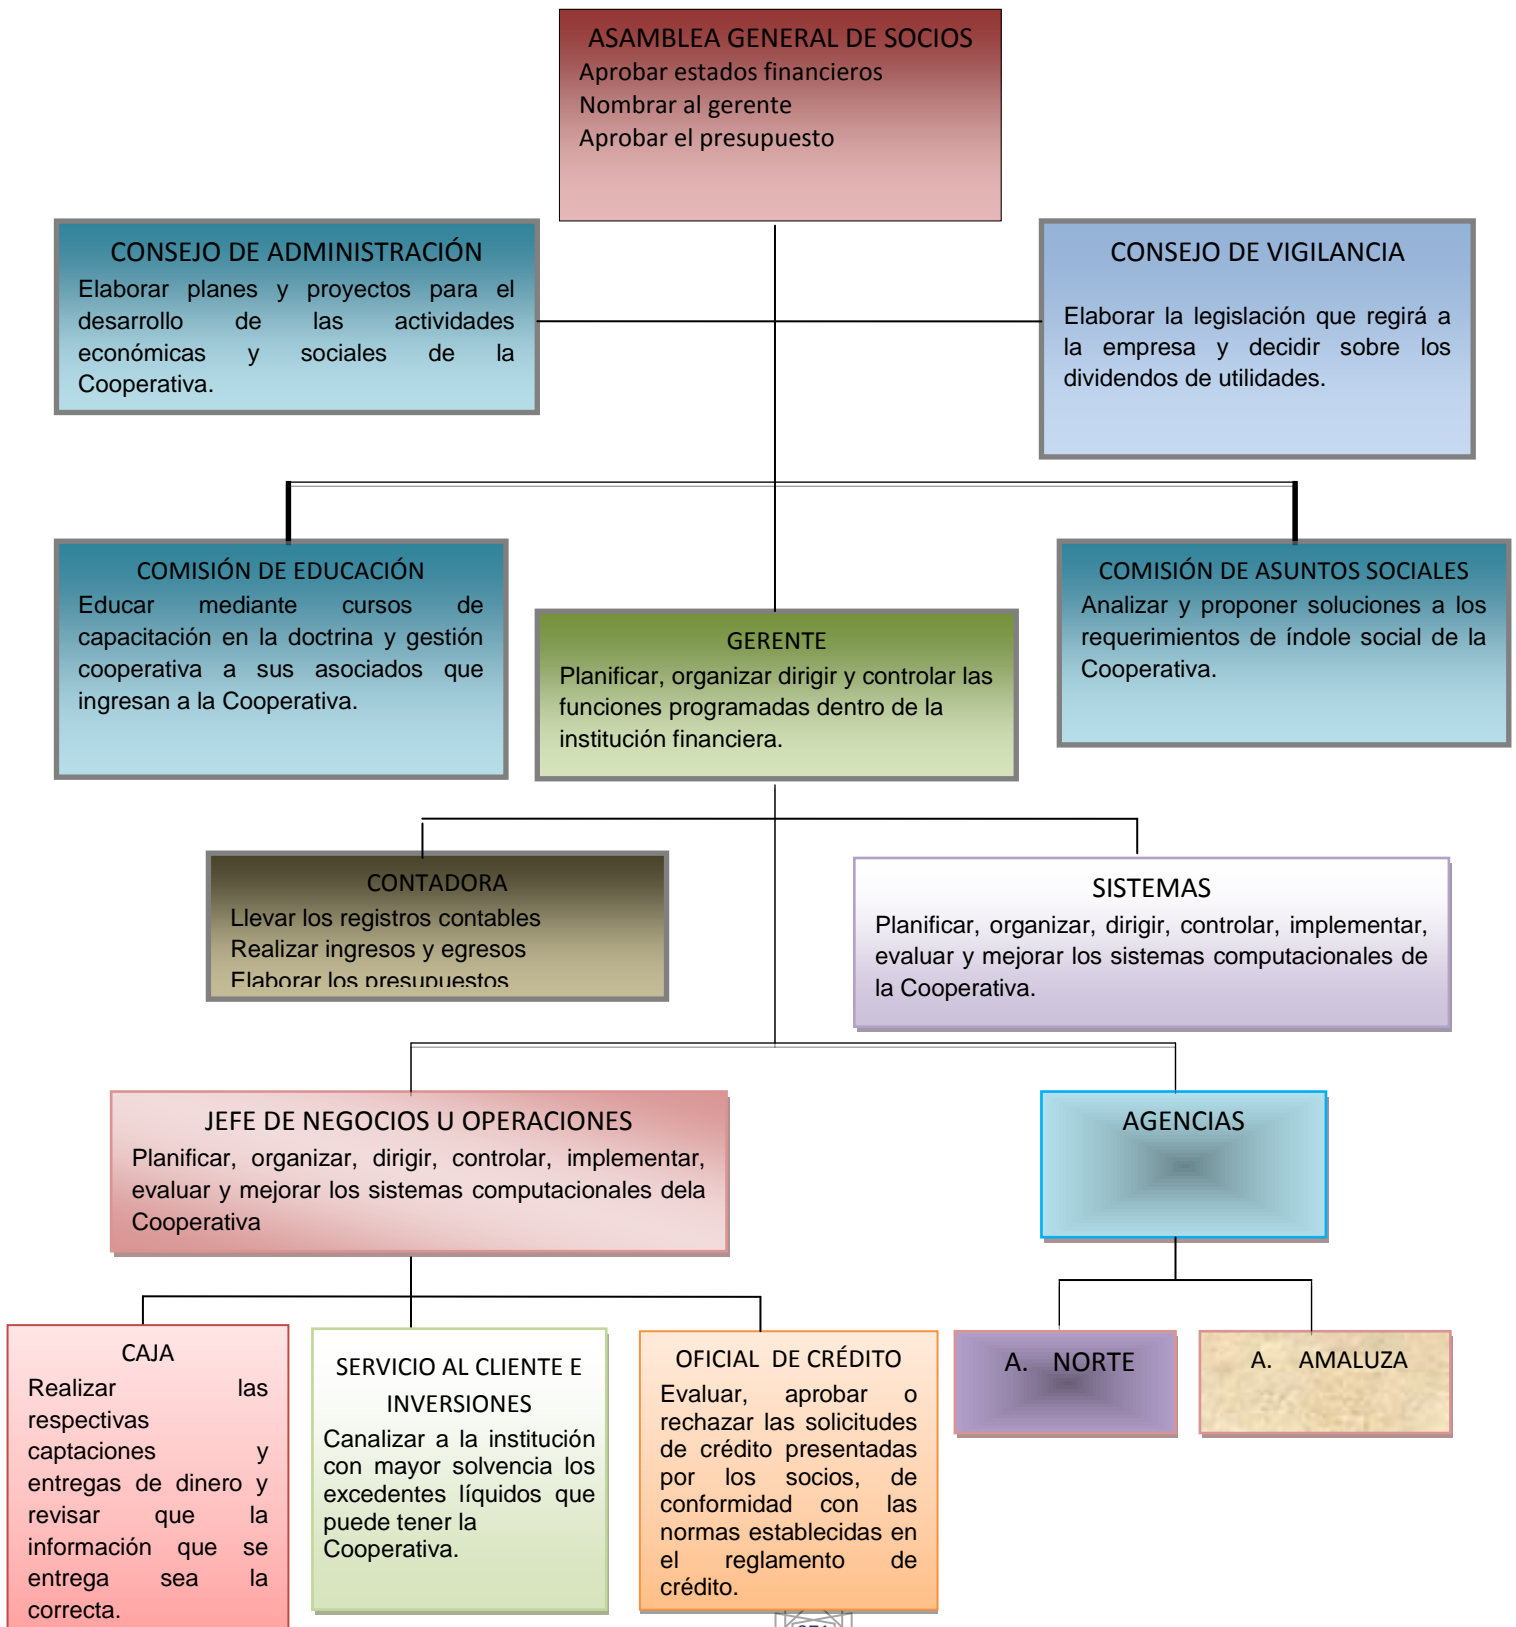 ASAMBLEA GENERAL DE SOCIOS
Aprobar estados financieros
Nombrar al gerente
Aprobar el presupuesto
CONSEJO DE ADMINISTRACIÓN
Elaborar planes y proyectos para el
desarrollo de las actividades
económicas y sociales de la
Cooperativa.
CONSEJO DE VIGILANCIA
Elaborar la legislación que regirá a
la empresa y decidir sobre los
dividendos de utilidades.
COMISIÓN DE EDUCACIÓN
Educar mediante cursos de
capacitación en la doctrina y gestión
cooperativa a sus asociados que
ingresan a la Cooperativa.
GERENTE
Planificar, organizar dirigir y controlar las
funciones programadas dentro de la
institución financiera.
COMISIÓN DE ASUNTOS SOCIALES
Analizar y proponer soluciones a los
requerimientos de índole social de la
Cooperativa.
CONTADORA
Llevar los registros contables
Realizar ingresos y egresos
Elaborar los presupuestos
SISTEMAS
Planificar, organizar, dirigir, controlar, implementar,
evaluar y mejorar los sistemas computacionales de
la Cooperativa.
JEFE DE NEGOCIOS U OPERACIONES
Planificar, organizar, dirigir, controlar, implementar,
evaluar y mejorar los sistemas computacionales dela
Cooperativa
AGENCIAS
CAJA
Realizar las
respectivas
captaciones y
entregas de dinero y
revisar que la
información que se
entrega sea la
correcta.
SERVICIO AL CLIENTE E
INVERSIONES
Canalizar a la institución
con mayor solvencia los
excedentes líquidos que
puede tener la
Cooperativa.
OFICIAL DE CRÉDITO
Evaluar, aprobar o
rechazar las solicitudes
de crédito presentadas
por los socios, de
conformidad con las
normas establecidas en
el reglamento de
crédito.
A. NORTE
A. AMALUZA